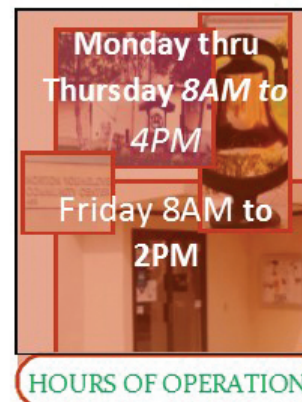 Monday thru
Thursday 8AM to
4PM
Friday 8AM to
2PM
HOURS OF OPERATION